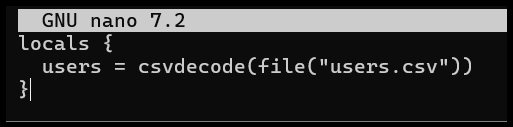 GNU nano 7.2
locals {
  users = csvdecode(file("users.csv"))
}